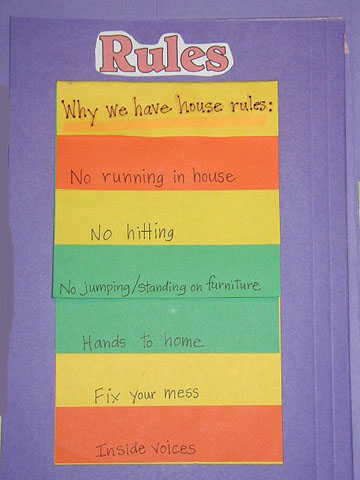 Rules
Why we have house rules:
No running in house
No hitting
No jumping/standing on furniture
Hands to home
Fix your mess
Inside voices